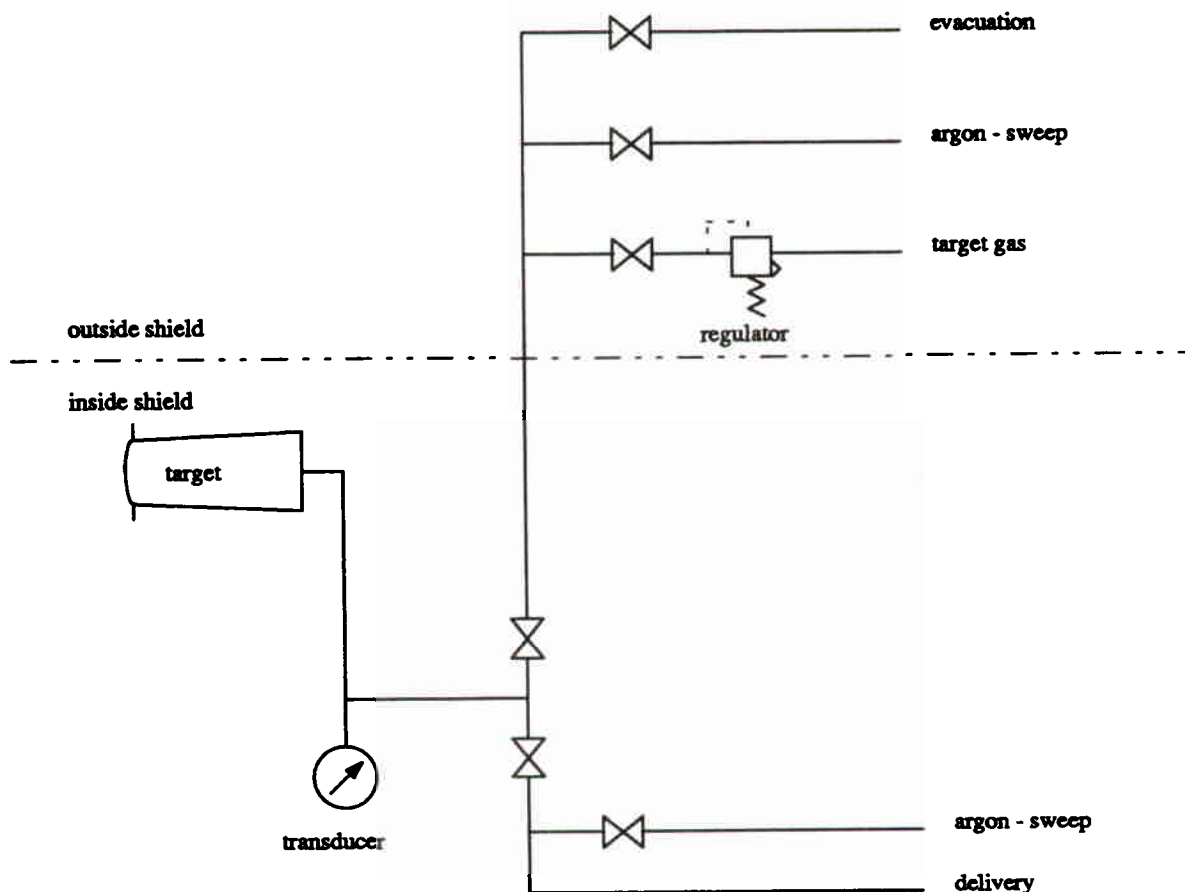 evacuation
argon - sweep
target gas
regulator
outside shield
inside shield
target
transducer
argon - sweep
delivery